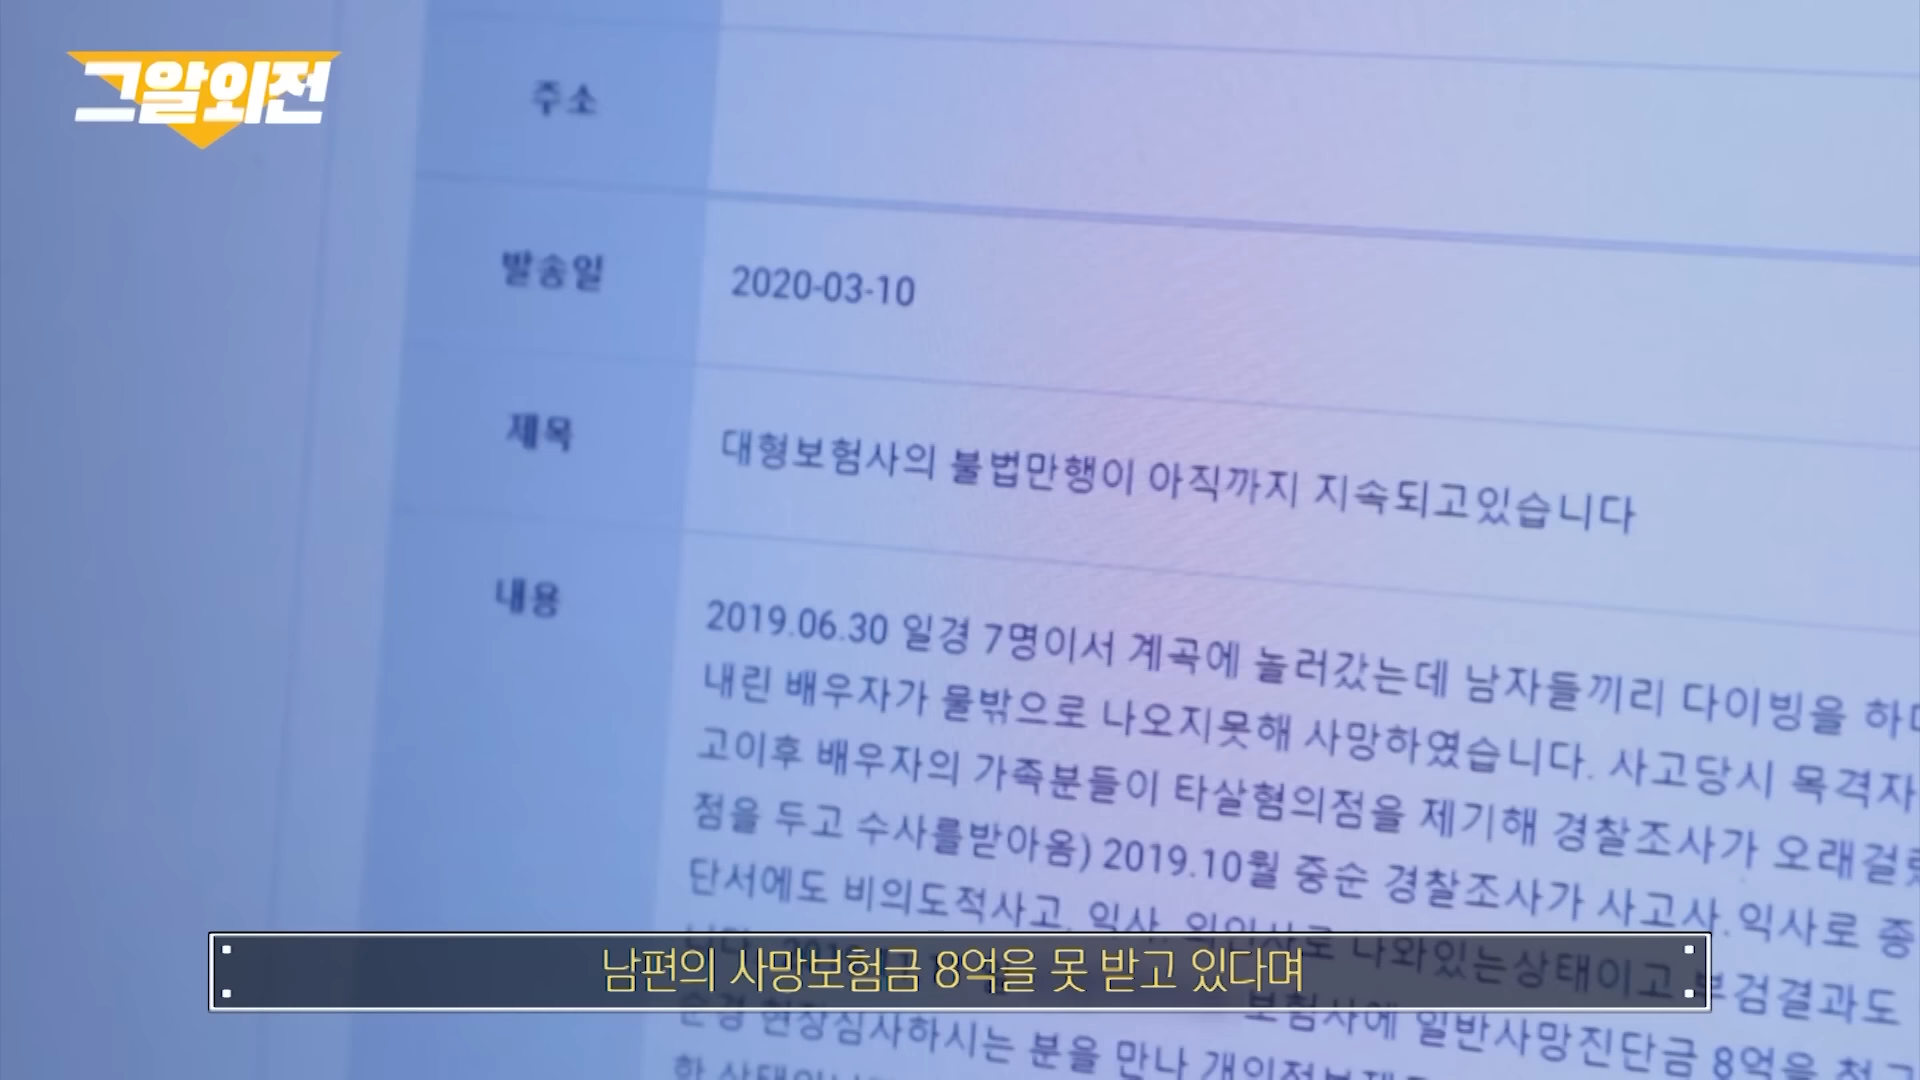 그알외전
주소
발송일 2020-03-10
제목 대형보험사의 불법만행이 아직까지 지속되고있습니다
내용 2019.06.30 일경 7명이서 계곡에 놀러갔는데 남자들끼리 다이빙을
내린 배우자가 물밖으로 나오지못해 사망하였습니다. 사고당시 목격자
고이후 배우자의 가족분들이 타살혐의점을 제기해 경찰조사가
점을 두고 수사를받아옴) 2019.10월 중순 경찰조사가 사고사.익사로
단서에도 비의도적사고, 익사, 외인사로 나와있는상태이고 부검결과도
남편의 사망보험금 8억을 못 받고 있다며
보험사에 일반사망진단금 8억을
순경 현장심사하시는 분을 만나